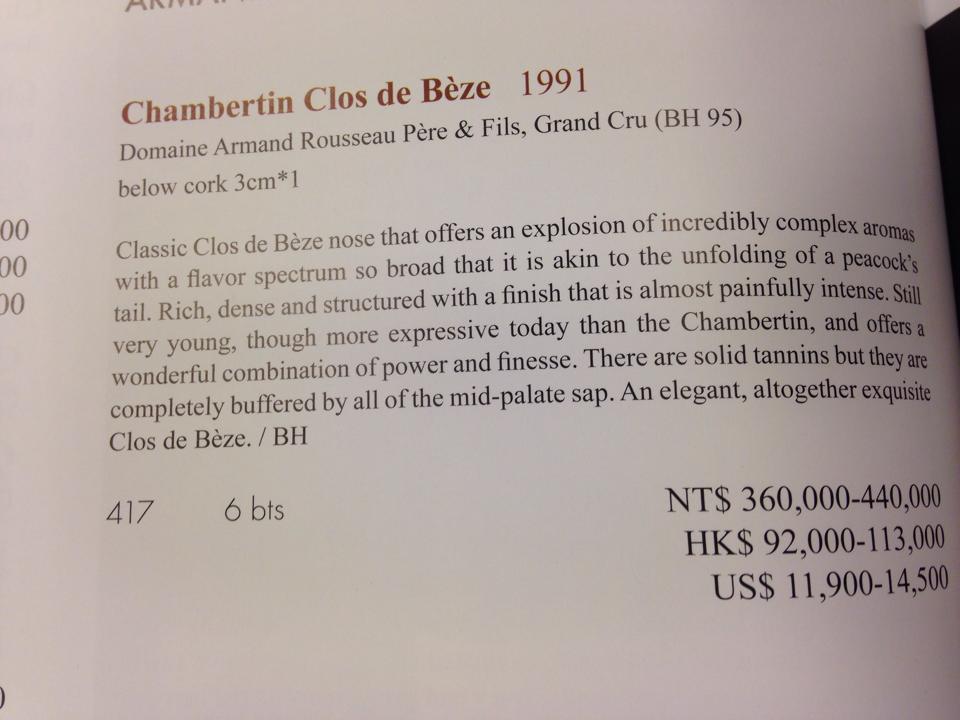 Chambertin Clos de Bèze 1991
Domaine Armand Rousseau Père & Fils, Grand Cru (BH 95)
below cork 3cm*1
00
00
00
Classic Clos de Bèze nose that offers an explosion of incredibly complex aromas
with a flavor spectrum so broad that it is akin to the unfolding of a peacock's
tail. Rich, dense and structured with a finish that is almost painfully intense. Still
very young, though more expressive today than the Chambertin, and offers a
wonderful combination of power and finesse. There are solid tannins but they are
completely buffered by all of the mid-palate sap. An elegant, altogether exquisite
Clos de Bèze. / BH
417 6 bts
NT$ 360,000-440,000
HK$ 92,000-113,000
US$ 11,900-14,500